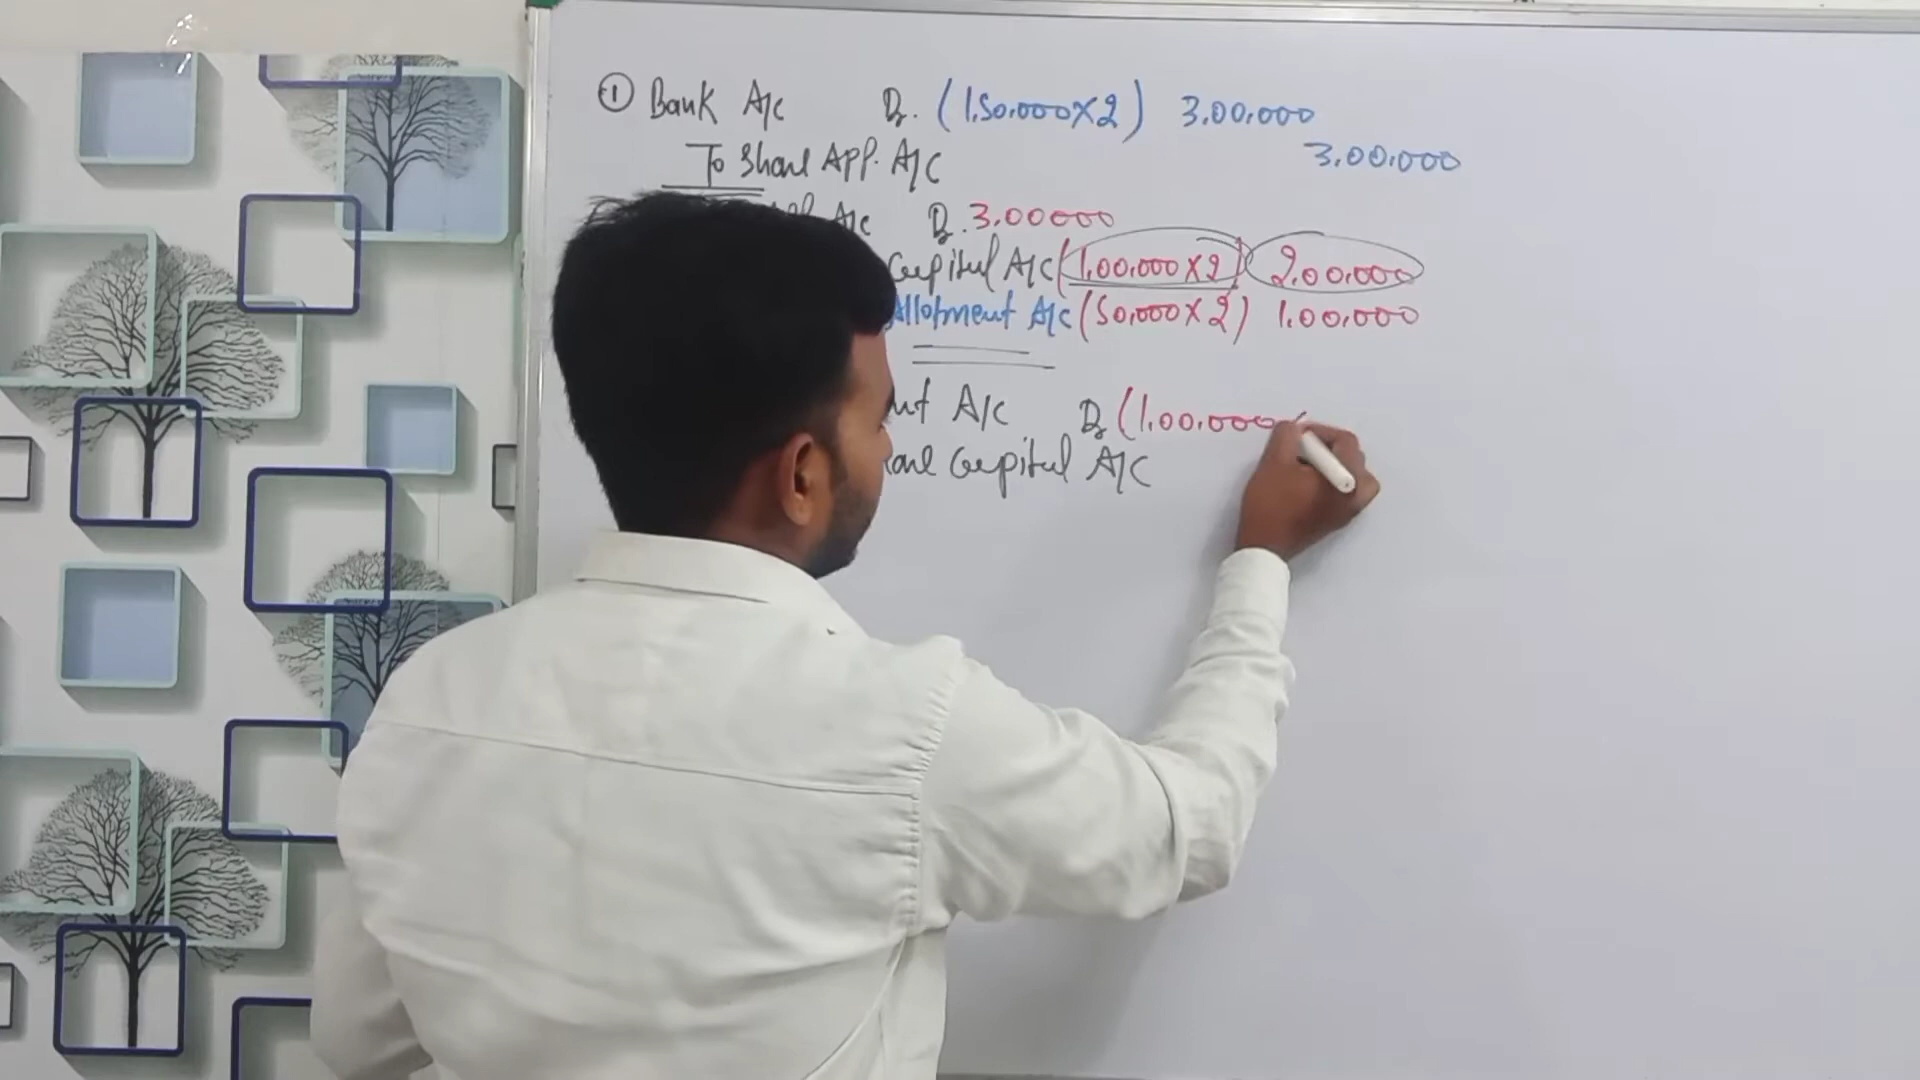 ① Bank A/c Dr. (1,50,000×2) 3,00,000
To Share App. A/c 3,00,000
App A/c Dr. 3,00000
Capital A/c (1,00,000×2) 2,00,000
Allotment A/c (50,000×2) 1,00,000
A/c Dr (1,00,000
Capital A/c